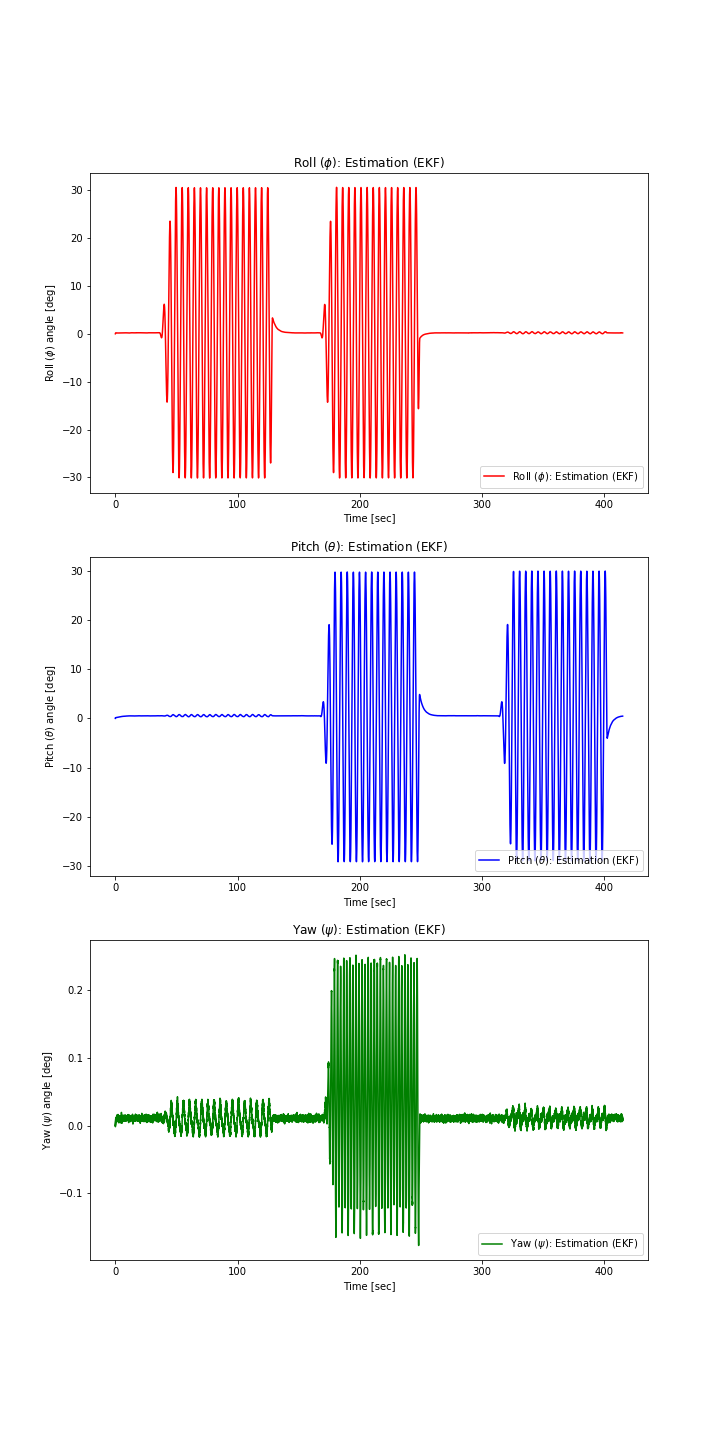 Roll (ϕ): Estimation (EKF)
30
20
10
0
−10
−20
−30
Roll (ϕ) angle [deg]
Roll (ϕ): Estimation (EKF)
0 100 200 300 400
Time [sec]
Pitch (θ): Estimation (EKF)
30
20
10
0
−10
−20
−30
Pitch (θ) angle [deg]
Pitch (θ): Estimation (EKF)
0 100 200 300 400
Time [sec]
Yaw (ψ): Estimation (EKF)
0.2
0.1
0.0
−0.1
Yaw (ψ) angle [deg]
Yaw (ψ): Estimation (EKF)
0 100 200 300 400
Time [sec]